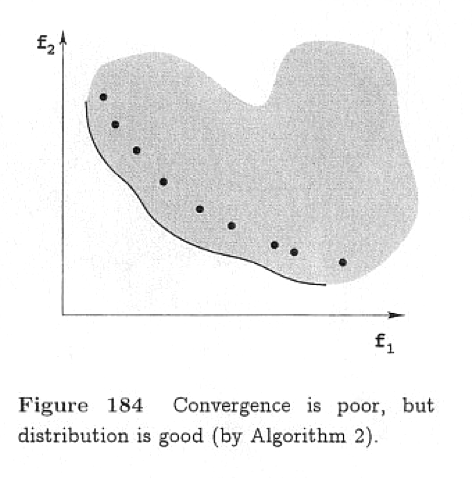 f2
f1
Figure 184 Convergence is poor, but
distribution is good (by Algorithm 2).